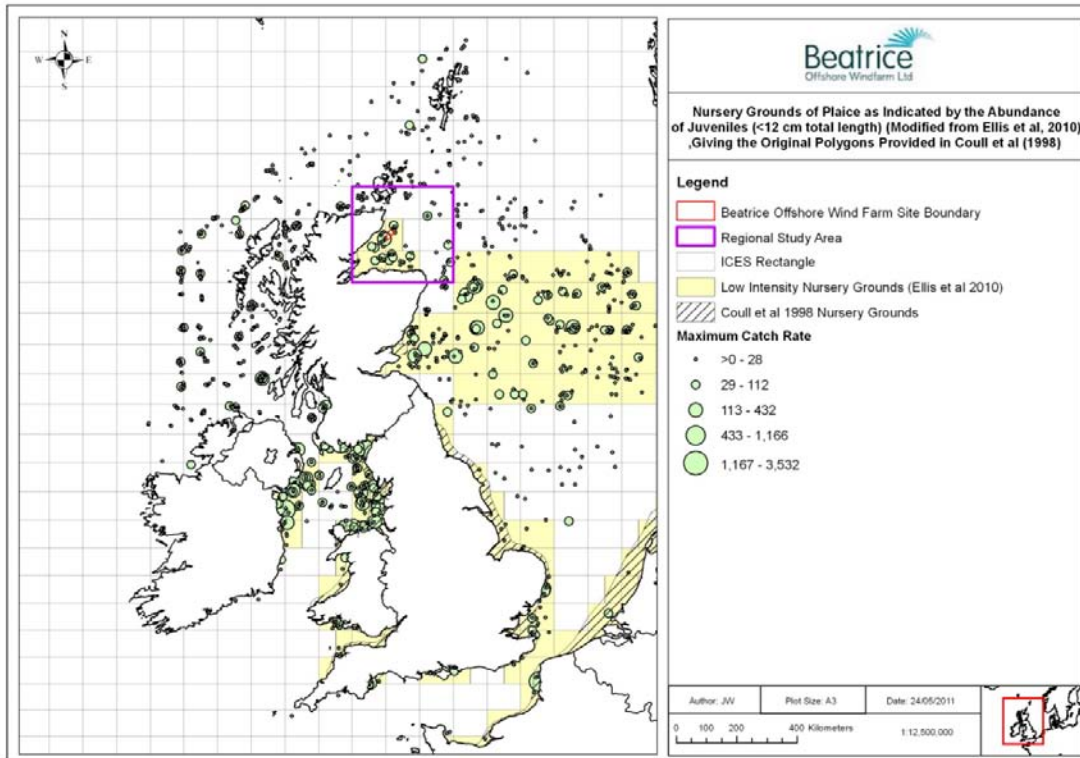 N
W E
S
Beatrice
Offshore Windfarm Ltd
Nursery Grounds of Plaice as Indicated by the Abundance
of Juveniles (<12 cm total length) (Modified from Ellis et al, 2010)
,Giving the Original Polygons Provided in Coull et al (1998)
Legend
Beatrice Offshore Wind Farm Site Boundary
Regional Study Area
ICES Rectangle
Low Intensity Nursery Grounds (Ellis et al 2010)
Coull et al 1998 Nursery Grounds
Maximum Catch Rate
>0 - 28
29 - 112
113 - 432
433 - 1,166
1,167 - 3,532
Author: JW Plot Size: A3 Date: 24/05/2011
0 100 200 400 Kilometers
1:12,500,000